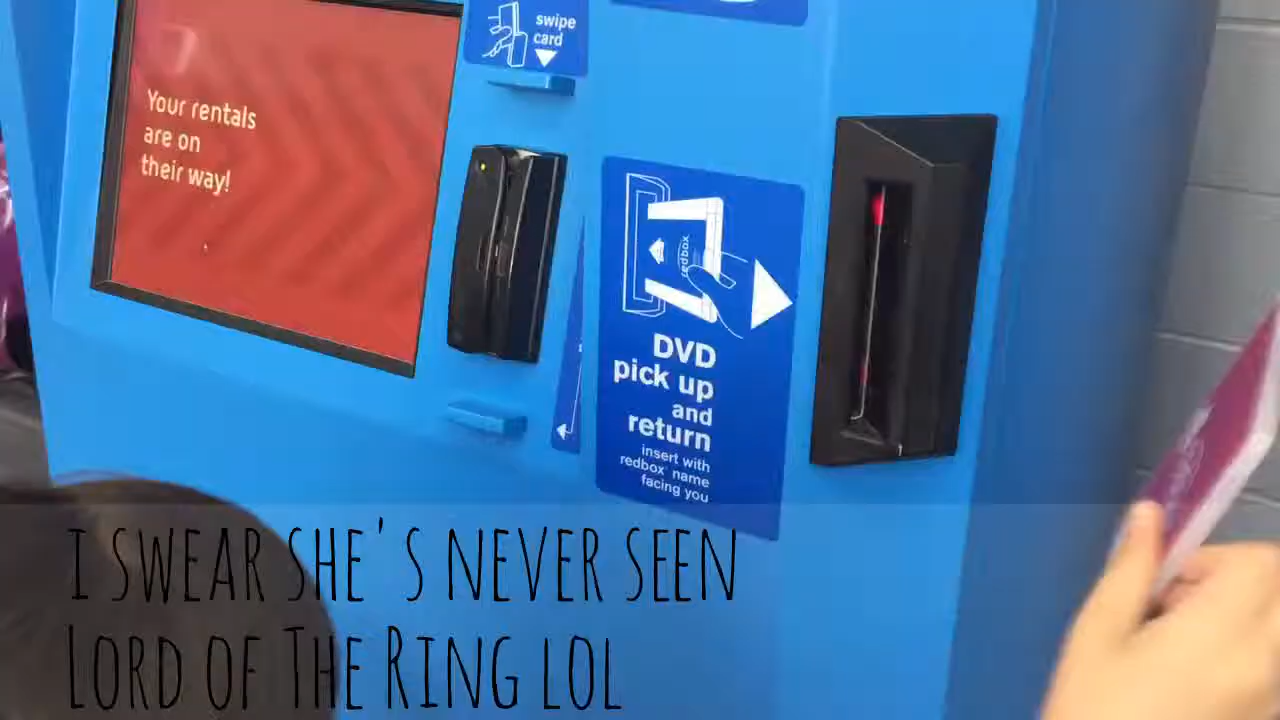 swipe
card
Your rentals
are on
their way!
redbox
DVD
pick up
and
return
insert with
redbox name
facing you
I SWEAR SHE'S NEVER SEEN
LORD OF THE RING LOL